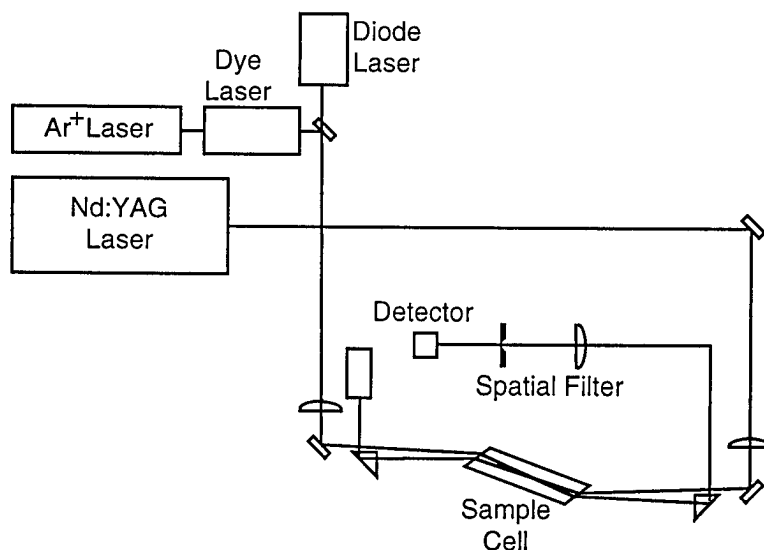 Diode
Laser
Dye
Laser
Ar+ Laser
Nd:YAG
Laser
Detector
Spatial Filter
Sample
Cell